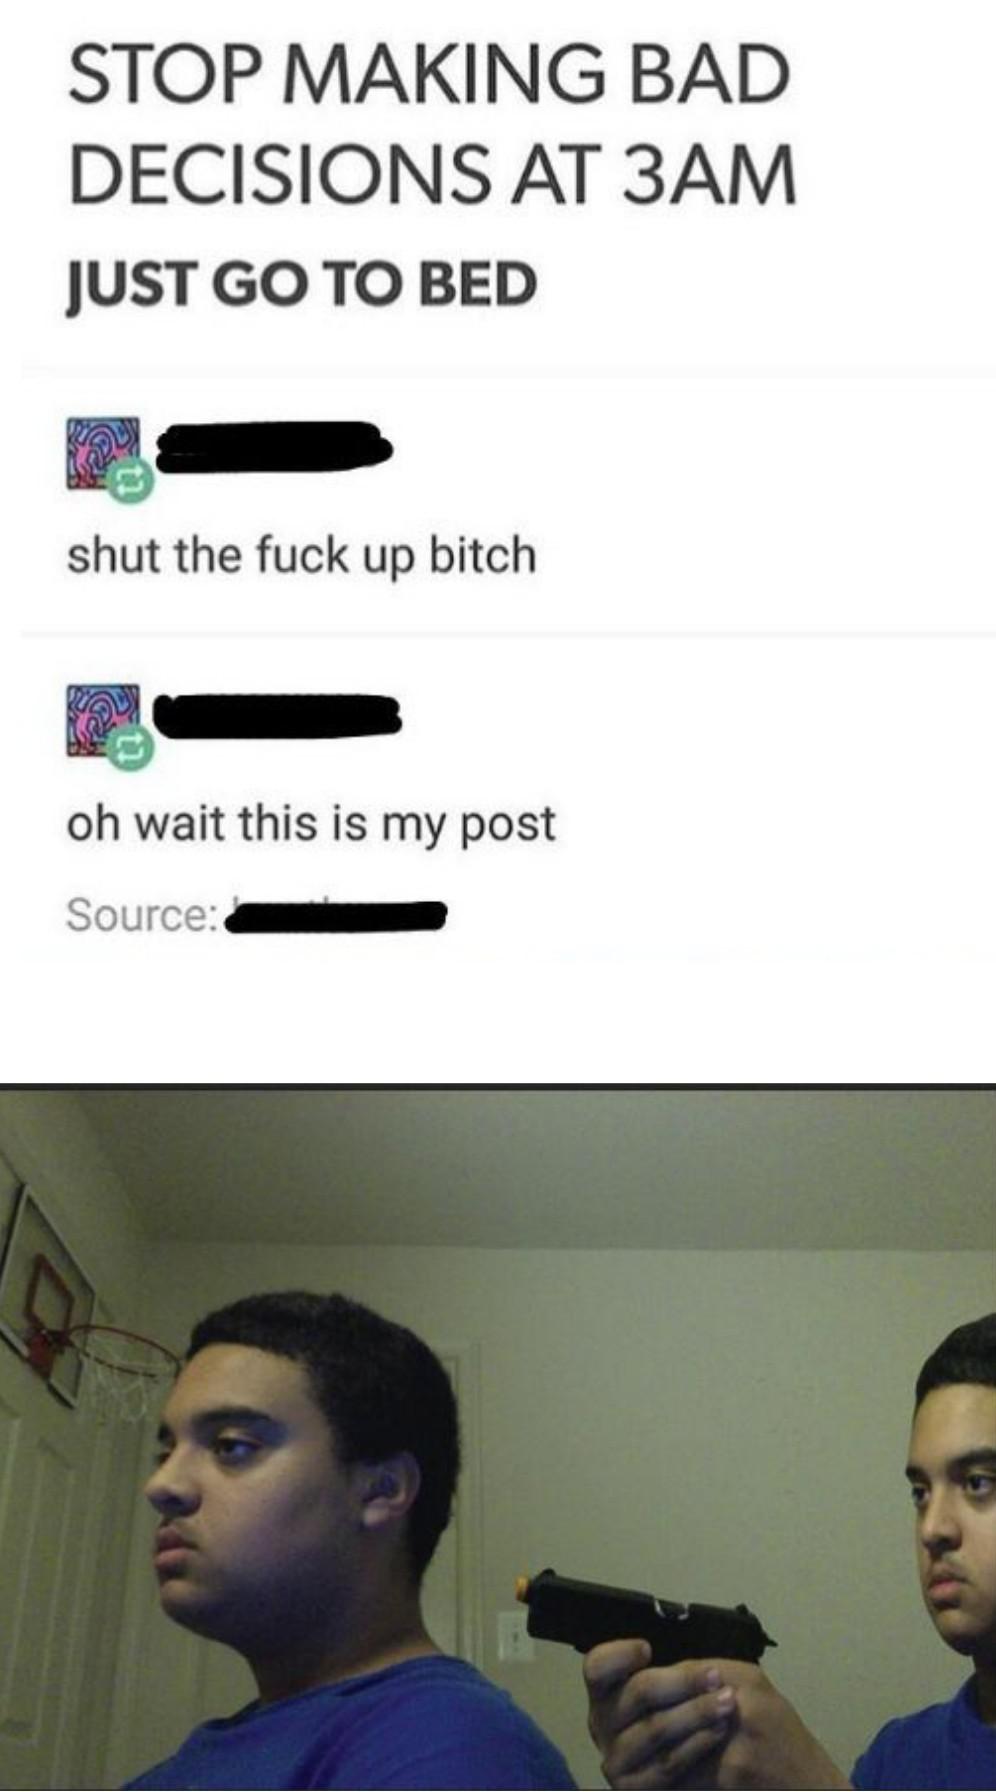 STOP MAKING BAD
DECISIONS AT 3AM
JUST GO TO BED
shut the fuck up bitch
oh wait this is my post
Source: